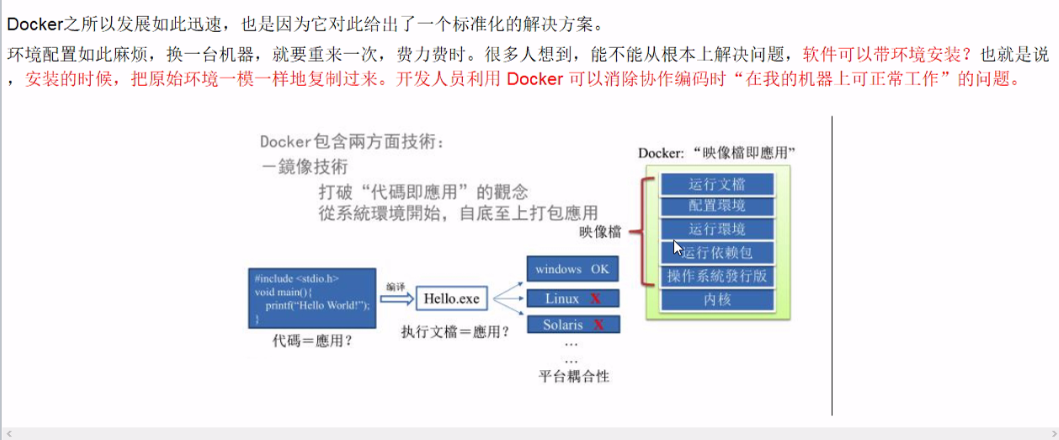 Docker之所以发展如此迅速，也是因为它对此给出了一个标准化的解决方案。
环境配置如此麻烦，换一台机器，就要重来一次，费力费时。很多人想到，能不能从根本上解决问题，软件可以带环境安装？也就是说
，安装的时候，把原始环境一模一样地复制过来。开发人员利用 Docker 可以消除协作编码时“在我的机器上可正常工作”的问题。
Docker包含兩方面技術：
一鏡像技術
打破“代碼即應用”的觀念
從系統環境開始，自底至上打包應用
Docker: “映像檔即應用”
运行文檔
配置環境
映像檔
运行環境
运行依赖包
操作系統發行版
内核
#include <stdio.h>
void main(){
printf("Hello World!");
}
代碼＝應用？
编译
Hello.exe
执行文檔＝應用？
windows OK
Linux X
Solaris X
...
...
平台耦合性